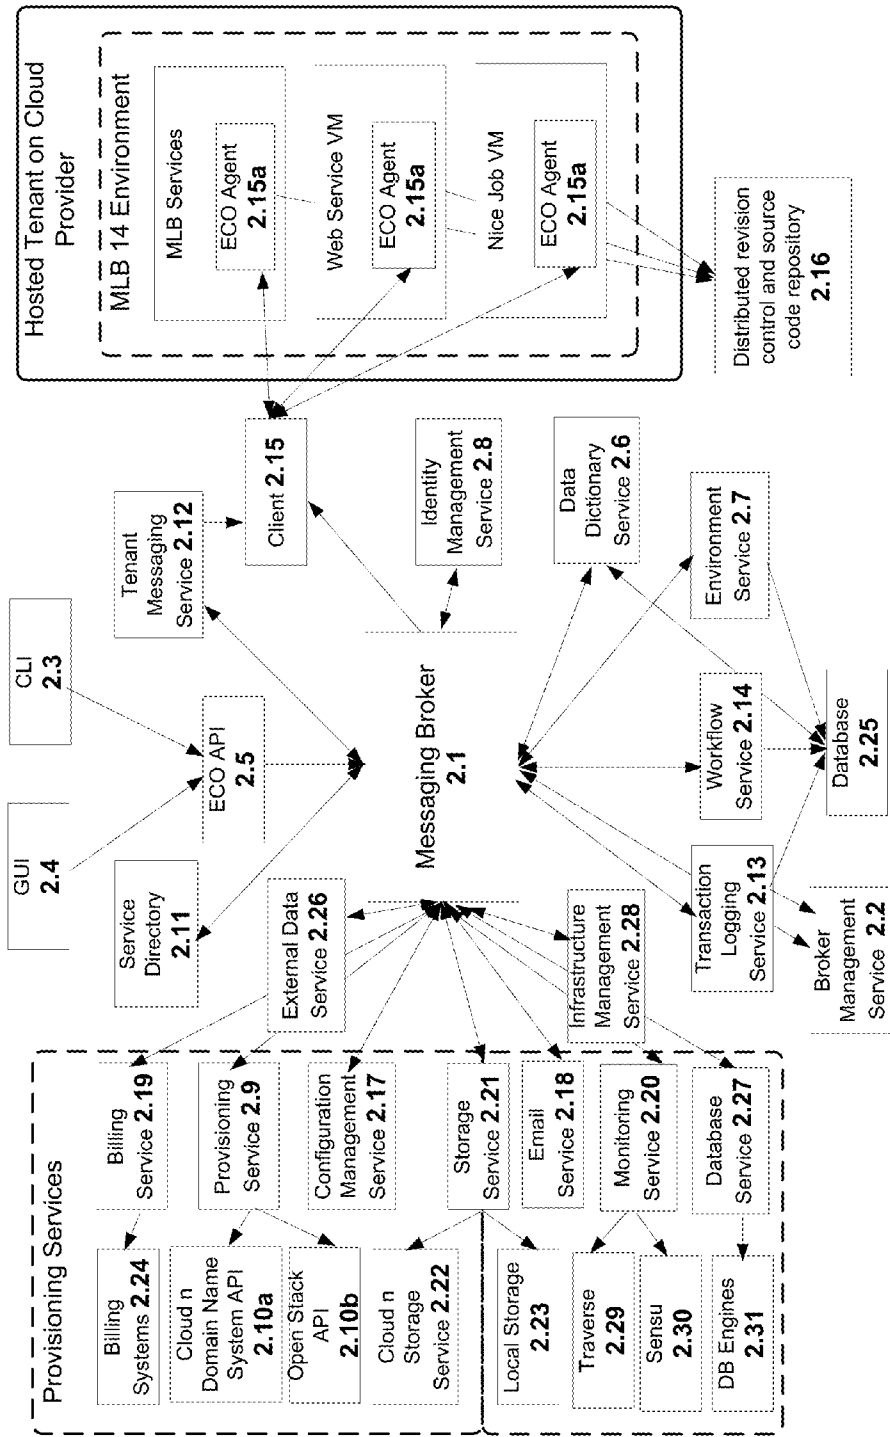 Hosted Tenant on Cloud
Provider
MLB 14 Environment
MLB Services
ECO Agent
2.15a
Web Service VM
ECO Agent
2.15a
Nice Job VM
ECO Agent
2.15a
Distributed revision
control and source
code repository
2.16
CLI
2.3
GUI
2.4
ECO API
2.5
Tenant
Messaging
Service 2.12
Client 2.15
Service
Directory
2.11
Messaging Broker
2.1
Identity
Management
Service 2.8
Data
Dictionary
Service 2.6
Environment
Service 2.7
Workflow
Service 2.14
Database
2.25
Transaction
Logging
Service 2.13
Broker
Management
Service 2.2
External Data
Service 2.26
Infrastructure
Management
Service 2.28
Provisioning Services
Billing
Service 2.19
Provisioning
Service 2.9
Configuration
Management
Service 2.17
Storage
Service 2.21
Email
Service 2.18
Monitoring
Service 2.20
Database
Service 2.27
Billing
Systems 2.24
Cloud n
Domain Name
System API
2.10a
Open Stack
API
2.10b
Cloud n
Storage
Service 2.22
Local Storage
2.23
Traverse
2.29
Sensu
2.30
DB Engines
2.31